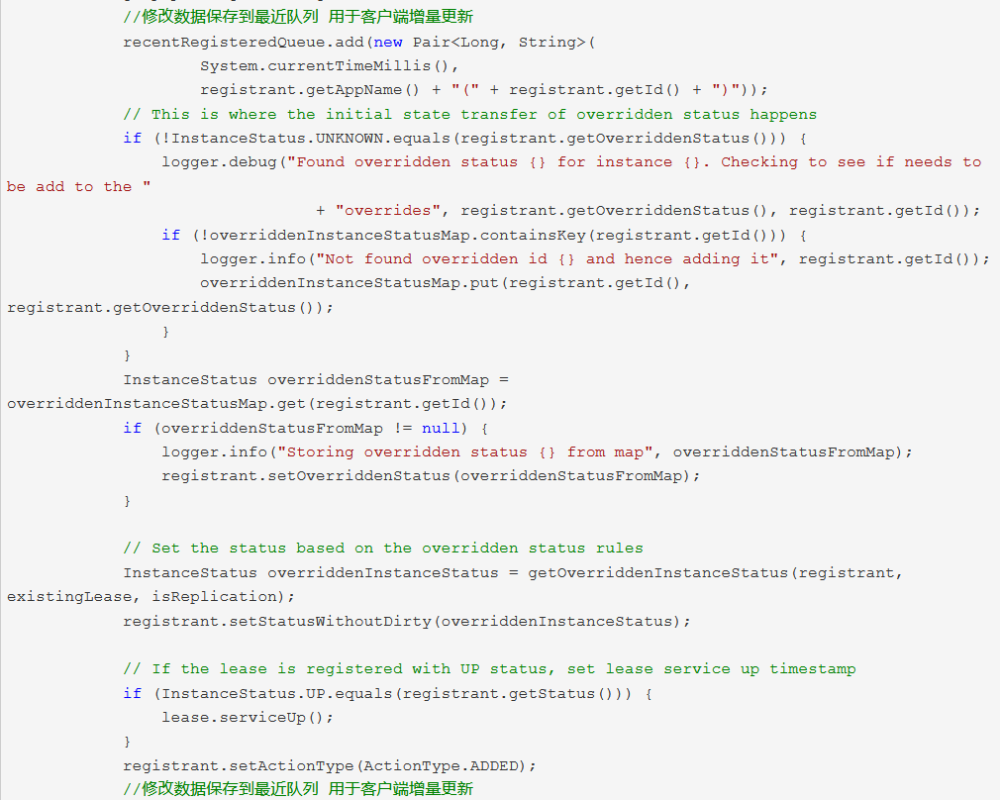 //修改数据保存到最近队列 用于客户端增量更新
recentRegisteredQueue.add(new Pair<Long, String>(
System.currentTimeMillis(),
registrant.getAppName() + "(" + registrant.getId() + ")"));
// This is where the initial state transfer of overridden status happens
if (!InstanceStatus.UNKNOWN.equals(registrant.getOverriddenStatus())) {
logger.debug("Found overridden status {} for instance {}. Checking to see if needs to
be add to the "
+ "overrides", registrant.getOverriddenStatus(), registrant.getId());
if (!overriddenInstanceStatusMap.containsKey(registrant.getId())) {
logger.info("Not found overridden id {} and hence adding it", registrant.getId());
overriddenInstanceStatusMap.put(registrant.getId(),
registrant.getOverriddenStatus());
}
}
InstanceStatus overriddenStatusFromMap =
overriddenInstanceStatusMap.get(registrant.getId());
if (overriddenStatusFromMap != null) {
logger.info("Storing overridden status {} from map", overriddenStatusFromMap);
registrant.setOverriddenStatus(overriddenStatusFromMap);
}
// Set the status based on the overridden status rules
InstanceStatus overriddenInstanceStatus = getOverriddenInstanceStatus(registrant,
existingLease, isReplication);
registrant.setStatusWithoutDirty(overriddenInstanceStatus);
// If the lease is registered with UP status, set lease service up timestamp
if (InstanceStatus.UP.equals(registrant.getStatus())) {
lease.serviceUp();
}
registrant.setActionType(ActionType.ADDED);
//修改数据保存到最近队列 用于客户端增量更新